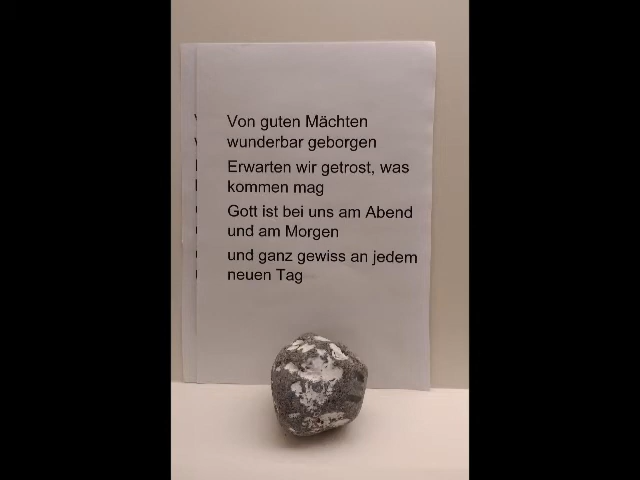 Von guten Mächten
wunderbar geborgen
Erwarten wir getrost, was
kommen mag
Gott ist bei uns am Abend
und am Morgen
und ganz gewiss an jedem
neuen Tag